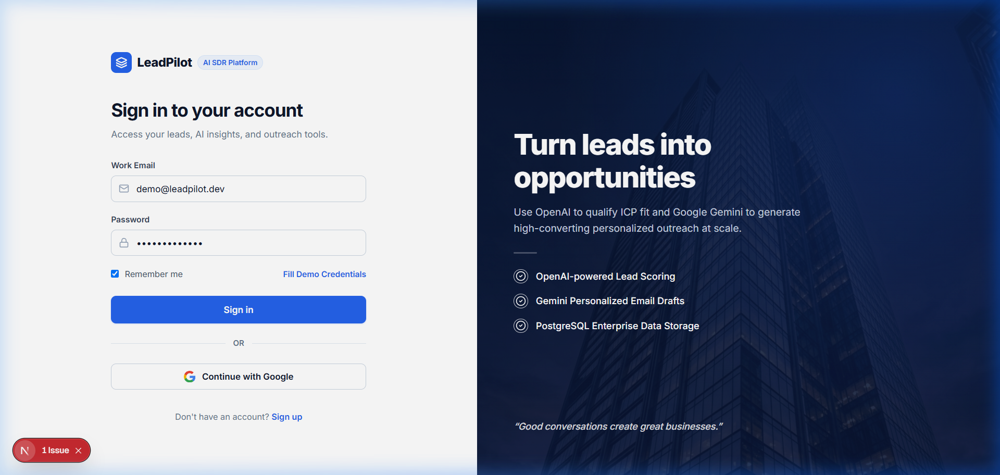 LeadPilot AI SDR Platform
Sign in to your account
Access your leads, AI insights, and outreach tools.
Work Email
demo@leadpilot.dev
Password
•••••••••••••
Remember me
Fill Demo Credentials
Sign in
OR
Continue with Google
Don't have an account? Sign up
N 1 Issue
Turn leads into
opportunities
Use OpenAI to qualify ICP fit and Google Gemini to generate
high-converting personalized outreach at scale.
OpenAI-powered Lead Scoring
Gemini Personalized Email Drafts
PostgreSQL Enterprise Data Storage
“Good conversations create great businesses.”